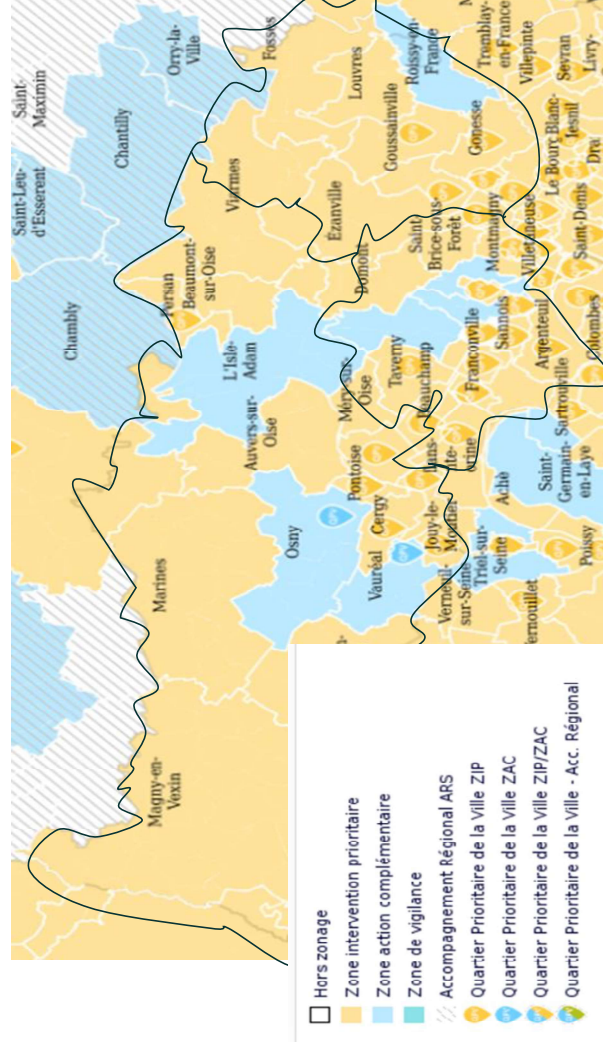 Saint-Leu-
d'Esserent
Saint-
Maximin
Chambly
Chantilly
Orry-la-
Ville
Magny-en-
Vexin
Marines
Persan
Beaumont-
sur-Oise
Viarmes
Fosses
Auvers-sur-
Oise
L'Isle-
Adam
Osny
Ézanville
Louvres
Méry-sur-
Oise
Domont
Pontoise
Goussainville
Roissy-en-
France
Vauréal
Cergy
Taverny
Beauchamp
Saint-
Brice-sous-
Forêt
Gonesse
Jouy-le-
Moutier
Verneuil-
sur-Seine
Triel-sur-
Seine
Franconville
Sannois
Montmagny
Villetaneuse
Tremblay-
en-France
Villepinte
Achè
Argenteuil
Le Bour
Blanc-
Mesnil
Sevran
ernouillet
Saint-
Germain-
en-Laye
Sartrouville
Saint-Denis
Poissy
Colombes
Dra
Livry-
Hors zonage
Zone intervention prioritaire
Zone action complémentaire
Zone de vigilance
Accompagnement Régional ARS
Quartier Prioritaire de la Ville ZIP
Quartier Prioritaire de la Ville ZAC
Quartier Prioritaire de la Ville ZIP/ZAC
Quartier Prioritaire de la Ville - Acc. Régional